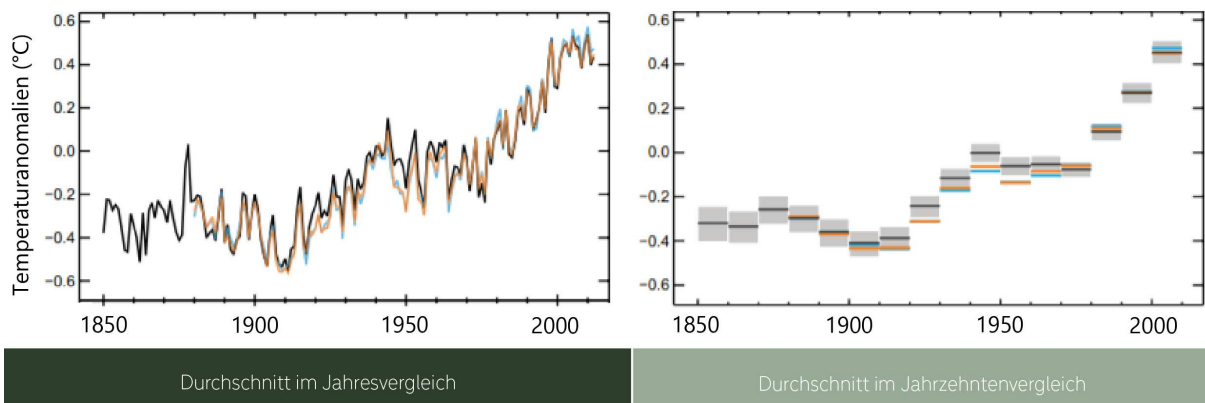 Temperaturanomalien (°C)
0.6
0.4
0.2
0.0
−0.2
−0.4
−0.6
1850 1900 1950 2000
0.6
0.4
0.2
0.0
−0.2
−0.4
−0.6
1850 1900 1950 2000
Durchschnitt im Jahresvergleich
Durchschnitt im Jahrzehntenvergleich